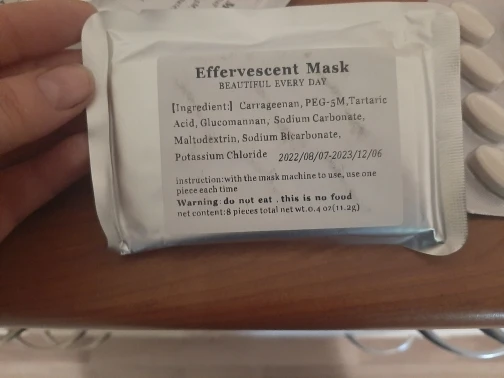 Effervescent Mask
BEAUTIFUL EVERY DAY
【Ingredient:】 Carrageenan, PEG-5M,Tartaric
Acid, Glucomannan, Sodium Carbonate,
Maltodextrin, Sodium Bicarbonate,
Potassium Chloride 2022/08/07-2023/12/06
instruction:with the mask machine to use, use one
piece each time
Warning: do not eat . this is no food
net content:8 pieces total net wt.0.4 oz(11.2g)